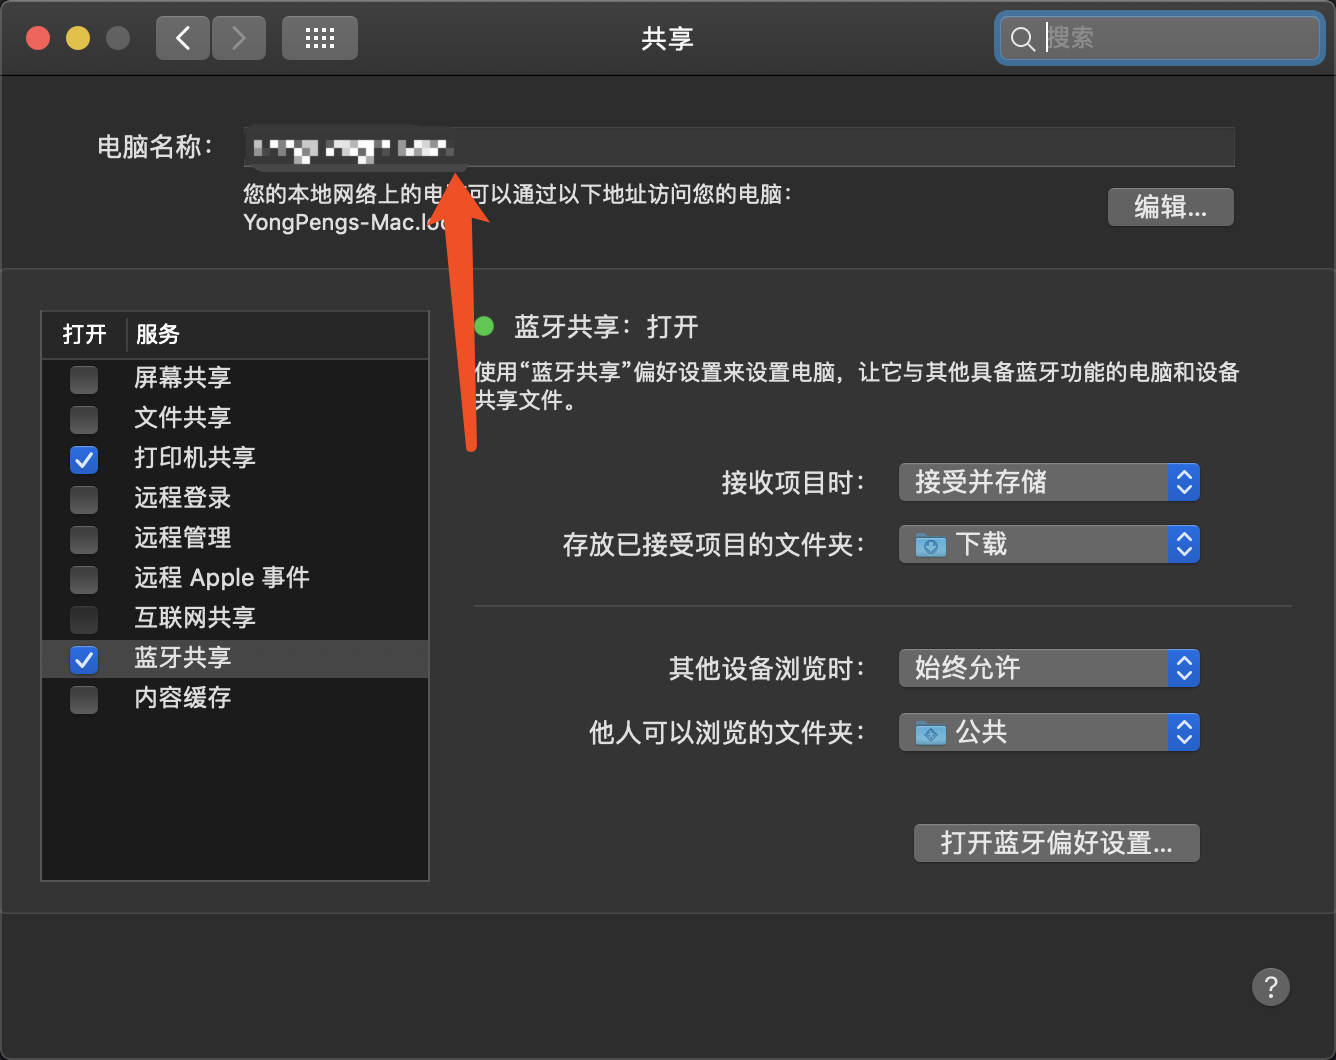 共享
搜索
电脑名称：
您的本地网络上的电 可以通过以下地址访问您的电脑：
YongPengs-Mac.loc
编辑...
打开 服务
屏幕共享
文件共享
打印机共享
远程登录
远程管理
远程 Apple 事件
互联网共享
蓝牙共享
内容缓存
蓝牙共享：打开
使用“蓝牙共享”偏好设置来设置电脑，让它与其他具备蓝牙功能的电脑和设备
共享文件。
接收项目时： 接受并存储
存放已接受项目的文件夹： 下载
其他设备浏览时： 始终允许
他人可以浏览的文件夹： 公共
打开蓝牙偏好设置...
?